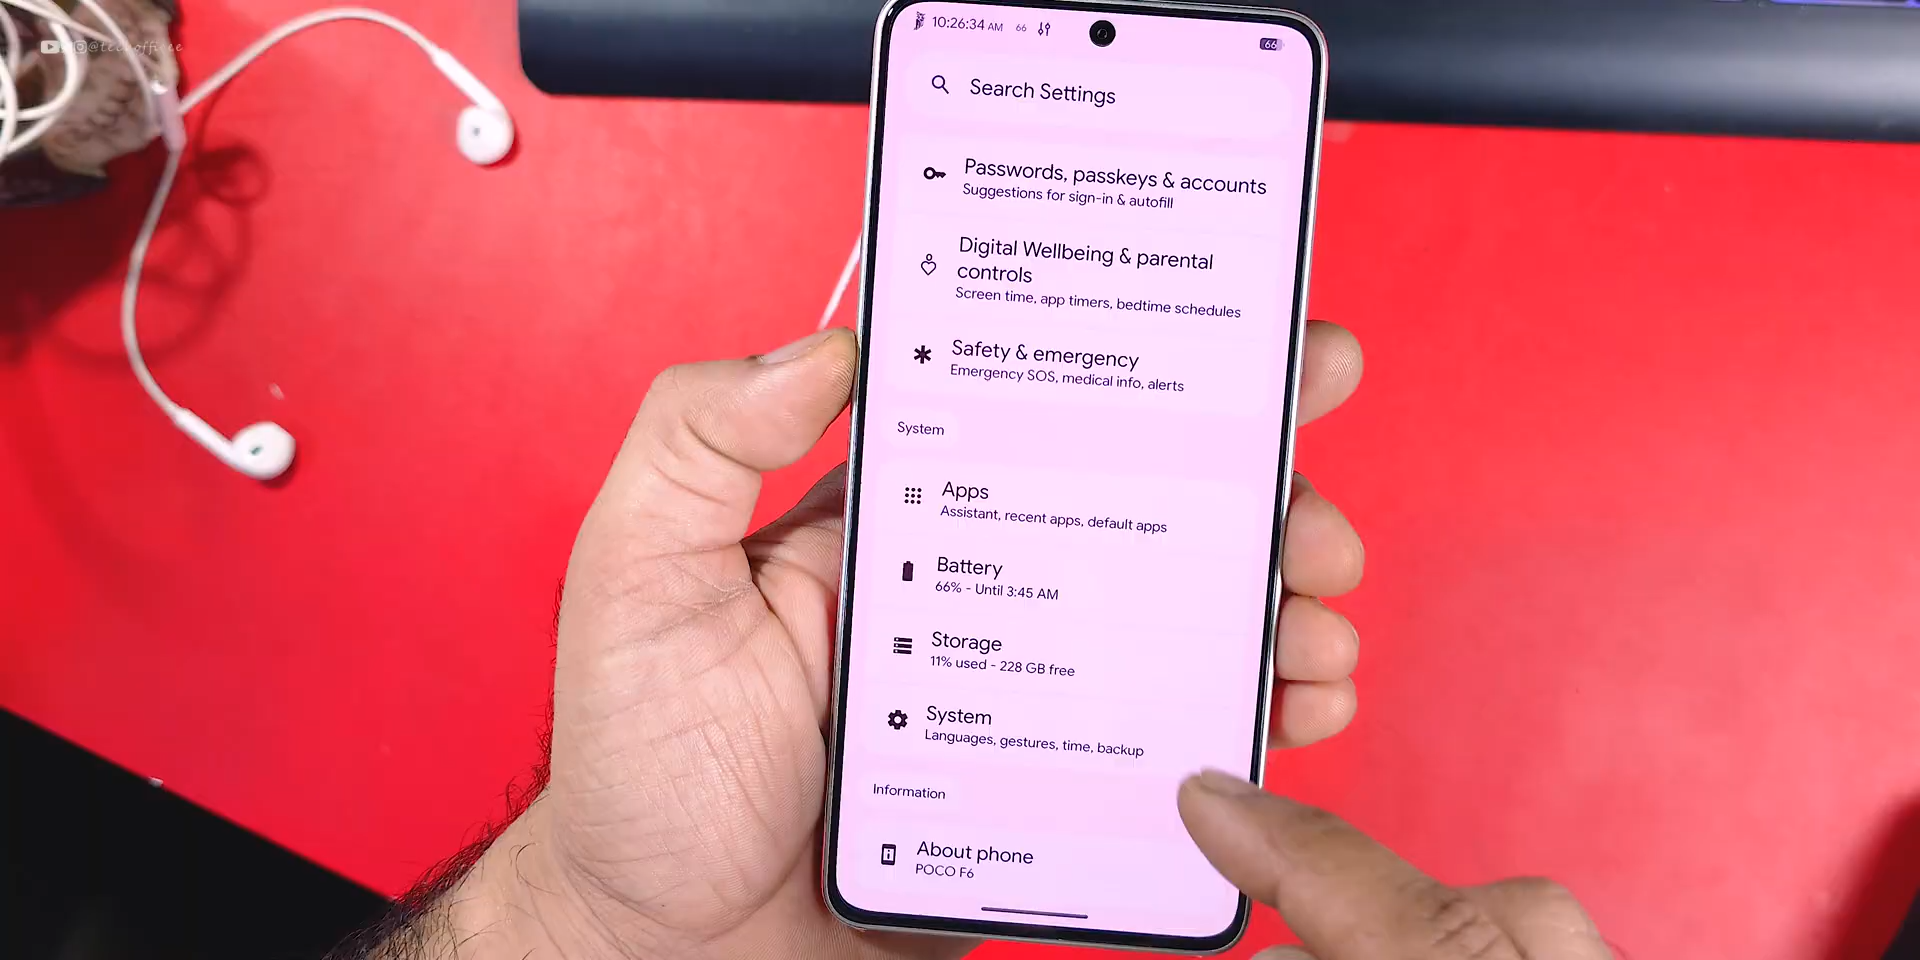 @techofficee
10:26:34 AM 66
66
Search Settings
Passwords, passkeys & accounts
Suggestions for sign-in & autofill
Digital Wellbeing & parental
controls
Screen time, app timers, bedtime schedules
Safety & emergency
Emergency SOS, medical info, alerts
System
Apps
Assistant, recent apps, default apps
Battery
66% - Until 3:45 AM
Storage
11% used - 228 GB free
System
Languages, gestures, time, backup
Information
About phone
POCO F6